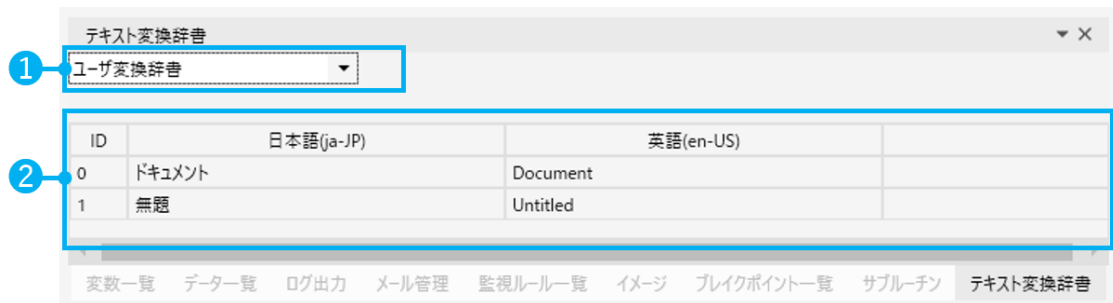 テキスト変換辞書
1
ユーザ変換辞書
2
ID 日本語(ja-JP) 英語(en-US)
0 ドキュメント Document
1 無題 Untitled
変数一覧 データ一覧 ログ出力 メール管理 監視ルール一覧 イメージ ブレイクポイント一覧 サブルーチン テキスト変換辞書